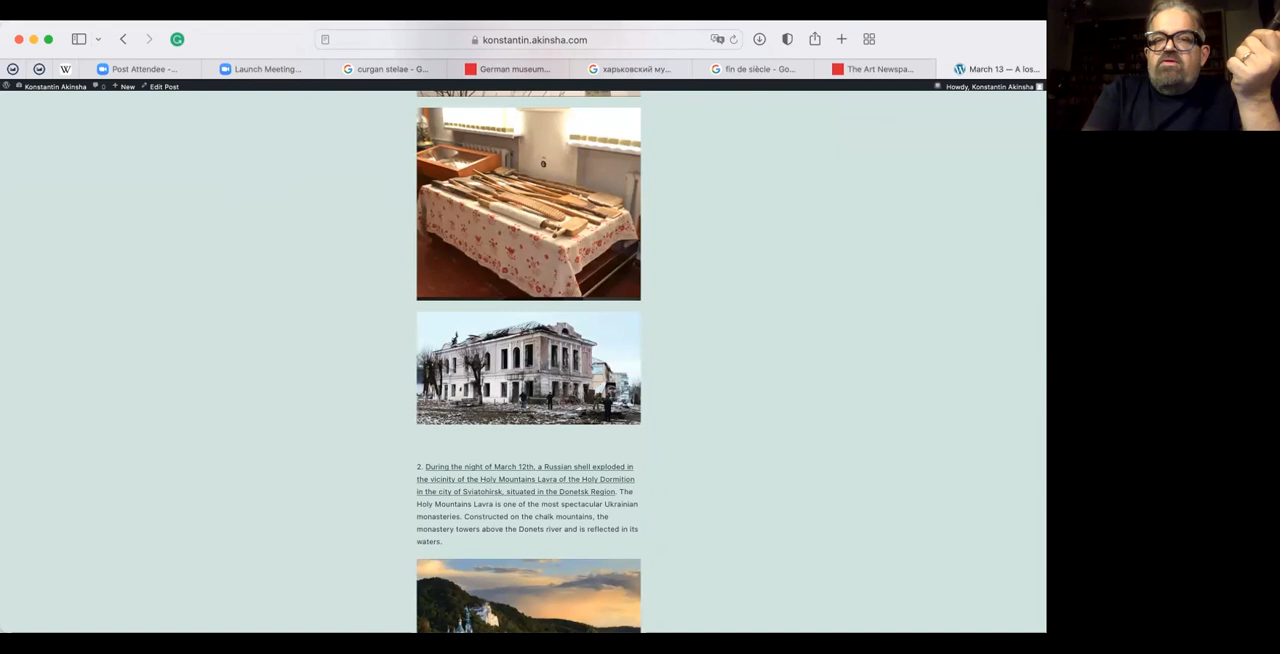 konstantin.akinsha.com
W
Post Attendee -...
Launch Meeting...
G
curgan stelae - G...
German museum...
G
харьковский му...
G
fin de siècle - Go...
The Art Newspa...
March 13 — A los...
Konstantin Akinsha
0
+ New
Edit Post
Howdy, Konstantin Akinsha
2. During the night of March 12th, a Russian shell exploded in
the vicinity of the Holy Mountains Lavra of the Holy Dormition
in the city of Sviatohirsk, situated in the Donetsk Region. The
Holy Mountains Lavra is one of the most spectacular Ukrainian
monasteries. Constructed on the chalk mountains, the
monastery towers above the Donets river and is reflected in its
waters.